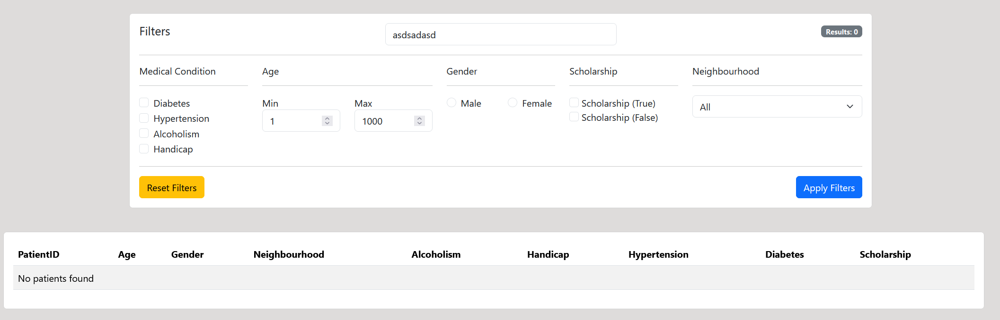 Filters
asdsadasd
Results: 0
Medical Condition
Age
Gender
Scholarship
Neighbourhood
Diabetes
Hypertension
Alcoholism
Handicap
Min
Max
1
1000
Male
Female
Scholarship (True)
Scholarship (False)
All
Reset Filters
Apply Filters
PatientID Age Gender Neighbourhood Alcoholism Handicap Hypertension Diabetes Scholarship
No patients found